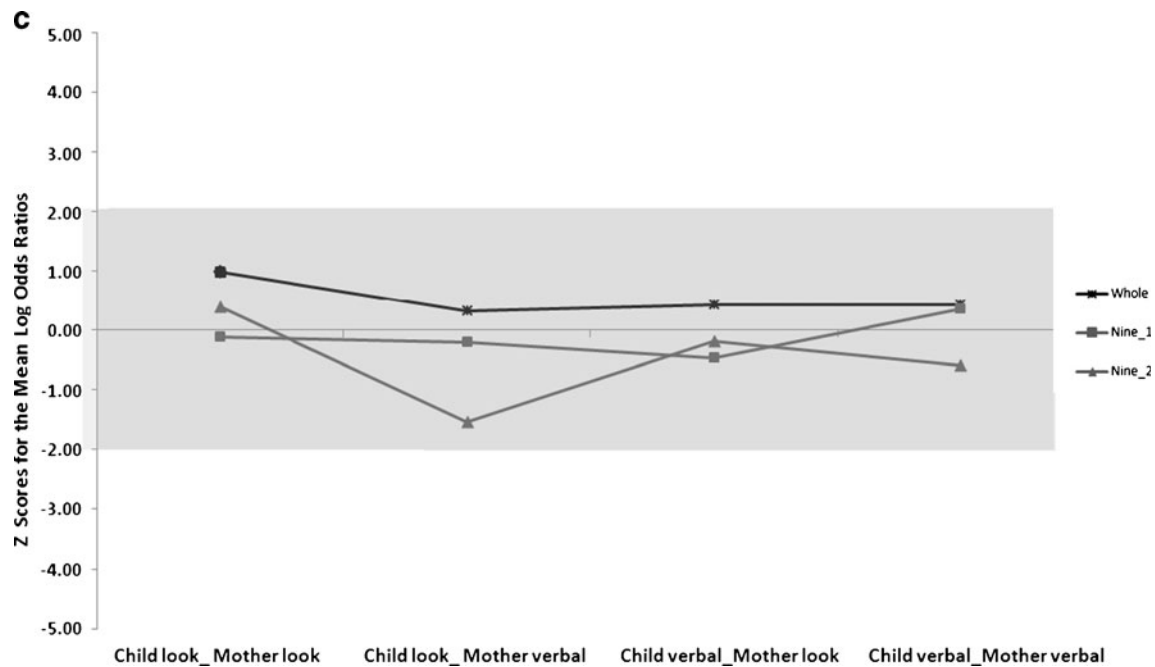 c
5.00
4.00
3.00
2.00
1.00
0.00
-1.00
-2.00
-3.00
-4.00
-5.00
Z Scores for the Mean Log Odds Ratios
Child look_ Mother look
Child look_ Mother verbal
Child verbal_Mother look
Child verbal_Mother verbal
Whole
Nine_1
Nine_2